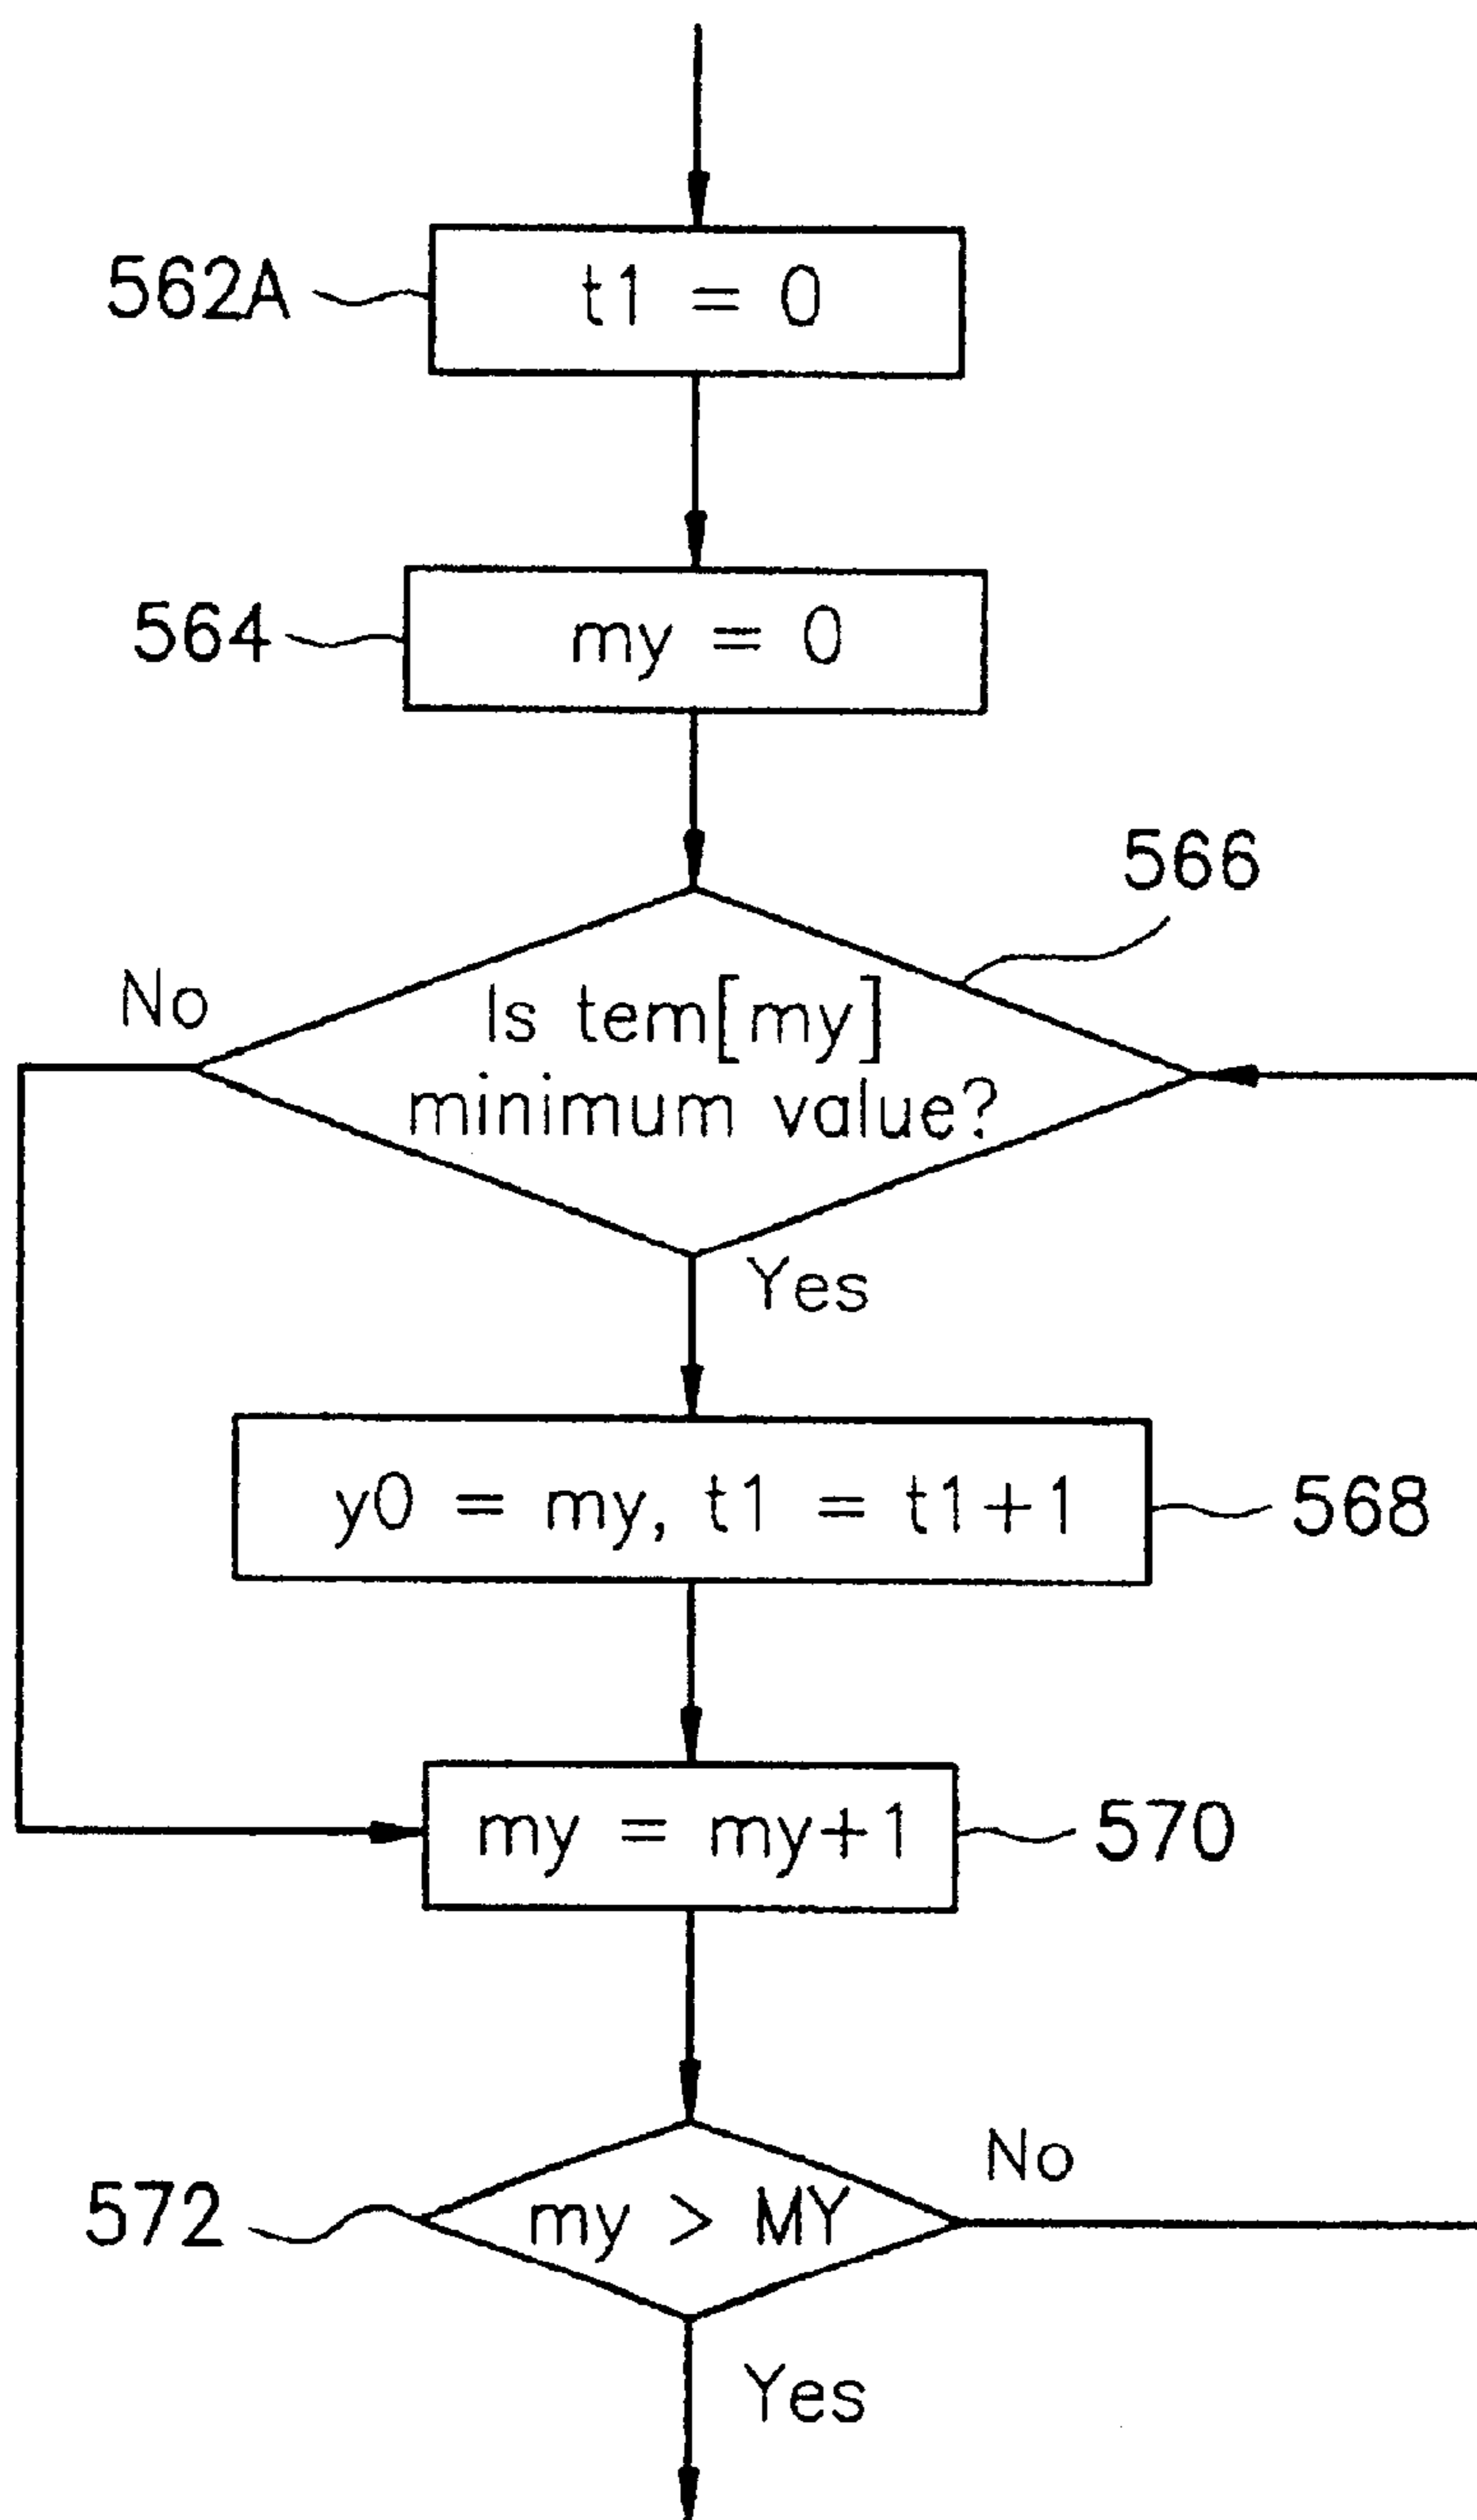 562A
t1 = 0
564
my = 0
566
No
Is tem[my]
minimum value?
Yes
y0 = my, t1 = t1+1
568
my = my+1
570
No
572
my > MY
Yes